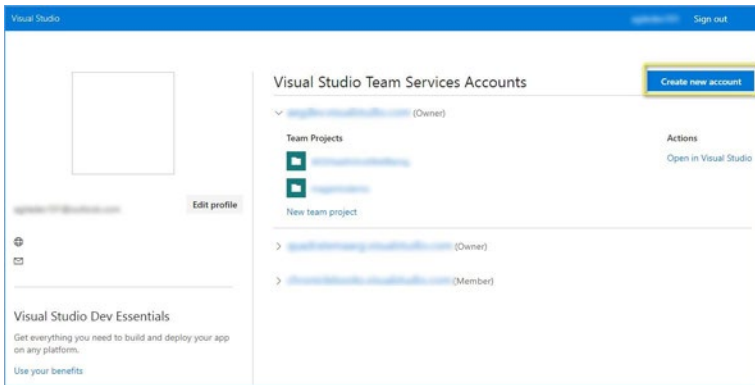 Visual Studio
Sign out
Visual Studio Team Services Accounts
Create new account
(Owner)
Team Projects
Actions
Open in Visual Studio
New team project
Edit profile
(Owner)
(Member)
Visual Studio Dev Essentials
Get everything you need to build and deploy your app
on any platform.
Use your benefits